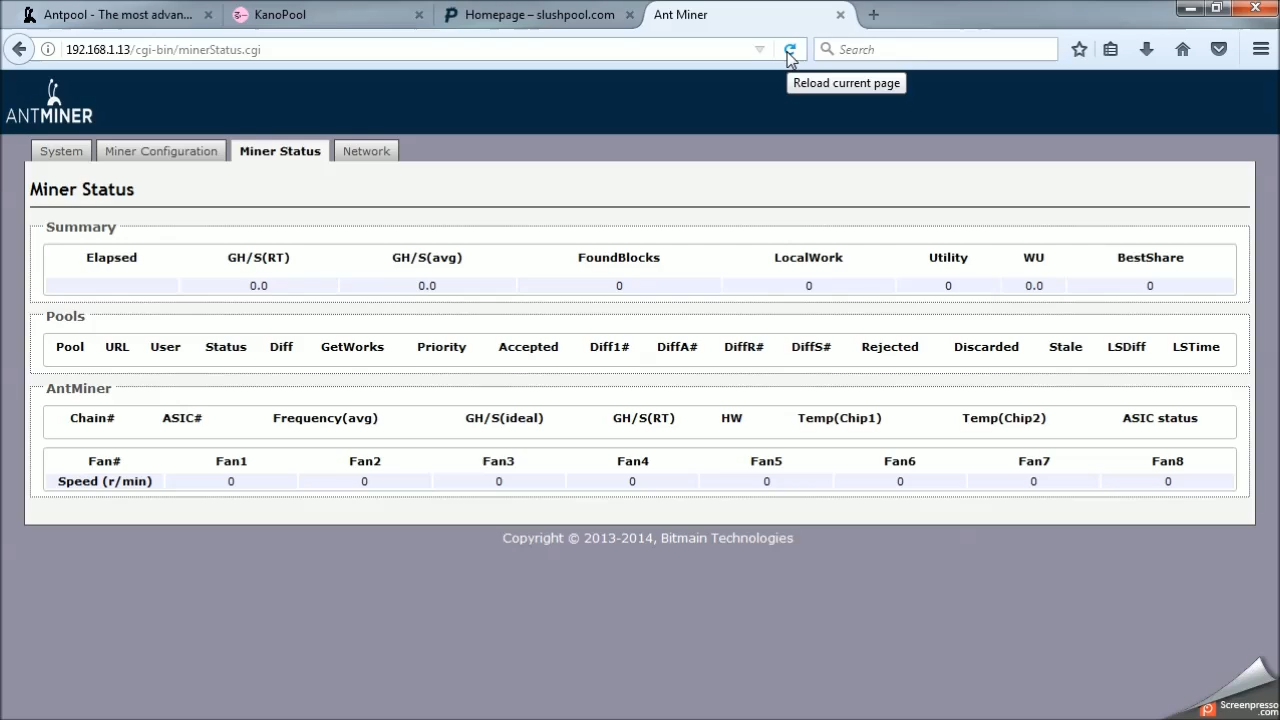 Antpool - The most advan...
KanoPool
Homepage – slushpool.com
Ant Miner
192.168.1.13/cgi-bin/minerStatus.cgi
Search
Reload current page
ANTMINER
System Miner Configuration Miner Status Network
Miner Status
Summary
Elapsed GH/S(RT) GH/S(avg) FoundBlocks LocalWork Utility WU BestShare
0.0 0.0 0 0 0 0.0 0
Pools
Pool URL User Status Diff GetWorks Priority Accepted Diff1# DiffA# DiffR# DiffS# Rejected Discarded Stale LSDiff LSTime
AntMiner
Chain# ASIC# Frequency(avg) GH/S(ideal) GH/S(RT) HW Temp(Chip1) Temp(Chip2) ASIC status
Fan# Fan1 Fan2 Fan3 Fan4 Fan5 Fan6 Fan7 Fan8
Speed (r/min) 0 0 0 0 0 0 0 0
Copyright © 2013-2014, Bitmain Technologies
Screenpresso
.com